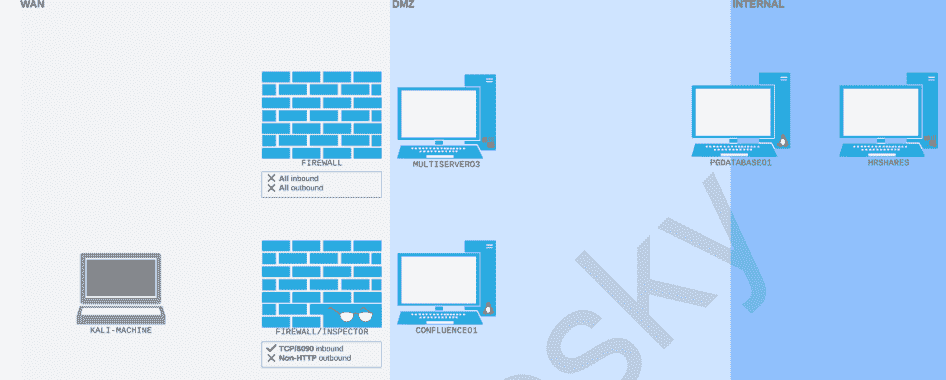 WAN
DMZ
INTERNAL
FIREWALL
All inbound
All outbound
MULTISERVER03
PGDATABASE01
HRSHARES
KALI-MACHINE
FIREWALL/INSPECTOR
TCP/8090 inbound
Non-HTTP outbound
CONFLUENCE01